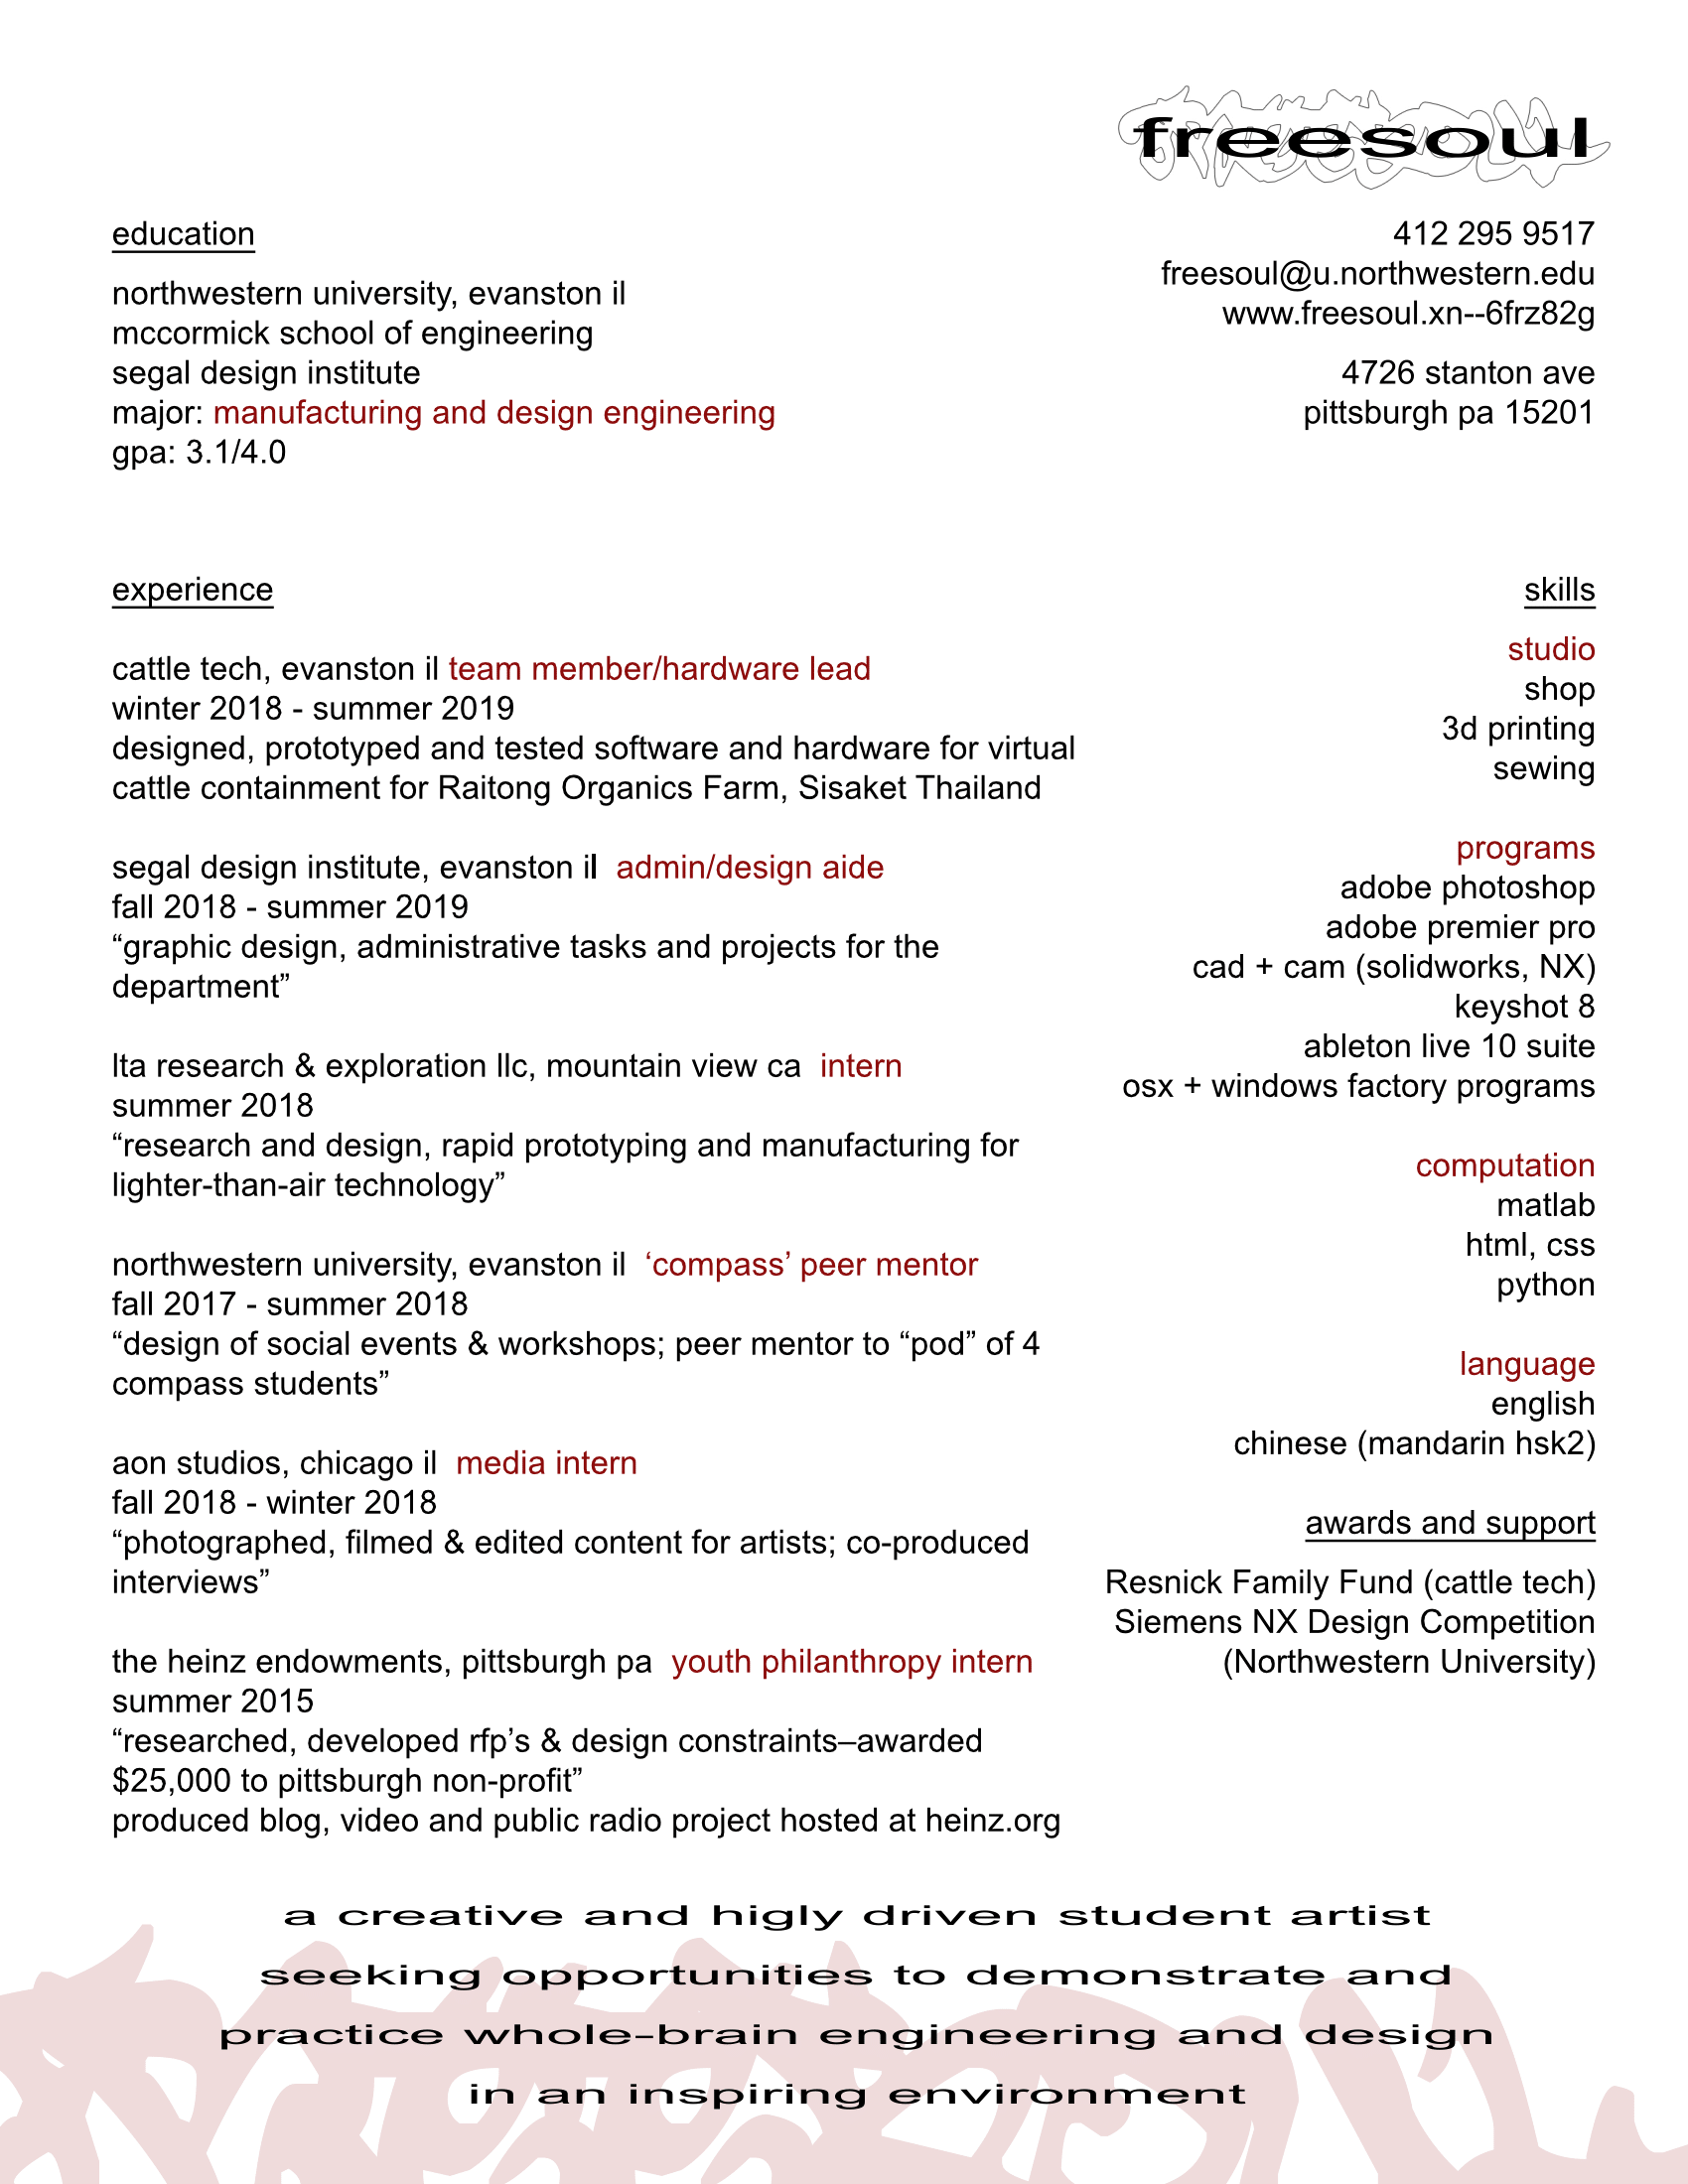 freesoul
412 295 9517
freesoul@u.northwestern.edu
www.freesoul.xn--6frz82g
4726 stanton ave
pittsburgh pa 15201
education
northwestern university, evanston il
mccormick school of engineering
segal design institute
major: manufacturing and design engineering
gpa: 3.1/4.0
experience
cattle tech, evanston il team member/hardware lead
winter 2018 - summer 2019
designed, prototyped and tested software and hardware for virtual
cattle containment for Raitong Organics Farm, Sisaket Thailand
segal design institute, evanston il admin/design aide
fall 2018 - summer 2019
“graphic design, administrative tasks and projects for the
department”
lta research & exploration llc, mountain view ca intern
summer 2018
“research and design, rapid prototyping and manufacturing for
lighter-than-air technology”
northwestern university, evanston il ‘compass’ peer mentor
fall 2017 - summer 2018
“design of social events & workshops; peer mentor to “pod” of 4
compass students”
aon studios, chicago il media intern
fall 2018 - winter 2018
“photographed, filmed & edited content for artists; co-produced
interviews”
the heinz endowments, pittsburgh pa youth philanthropy intern
summer 2015
“researched, developed rfp’s & design constraints–awarded
$25,000 to pittsburgh non-profit”
produced blog, video and public radio project hosted at heinz.org
skills
studio
shop
3d printing
sewing
programs
adobe photoshop
adobe premier pro
cad + cam (solidworks, NX)
keyshot 8
ableton live 10 suite
osx + windows factory programs
computation
matlab
html, css
python
language
english
chinese (mandarin hsk2)
awards and support
Resnick Family Fund (cattle tech)
Siemens NX Design Competition
(Northwestern University)
a creative and higly driven student artist
seeking opportunities to demonstrate and
practice whole-brain engineering and design
in an inspiring environment